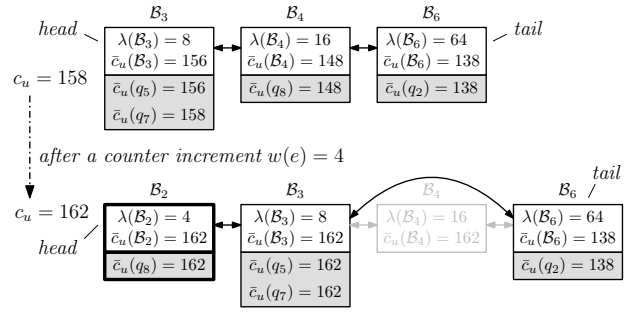 B₃ B₄ B₆
head tail
λ(B₃) = 8 λ(B₄) = 16 λ(B₆) = 64
c̄ᵤ(B₃) = 156 c̄ᵤ(B₄) = 148 c̄ᵤ(B₆) = 138
cᵤ = 158 c̄ᵤ(q₅) = 156 c̄ᵤ(q₈) = 148 c̄ᵤ(q₂) = 138
c̄ᵤ(q₇) = 158
after a counter increment w(e) = 4
tail
B₂ B₃ B₄ B₆
cᵤ = 162 λ(B₂) = 4 λ(B₃) = 8 λ(B₄) = 16 λ(B₆) = 64
head c̄ᵤ(B₂) = 162 c̄ᵤ(B₃) = 162 c̄ᵤ(B₄) = 162 c̄ᵤ(B₆) = 138
c̄ᵤ(q₈) = 162 c̄ᵤ(q₅) = 162 c̄ᵤ(q₂) = 138
c̄ᵤ(q₇) = 162